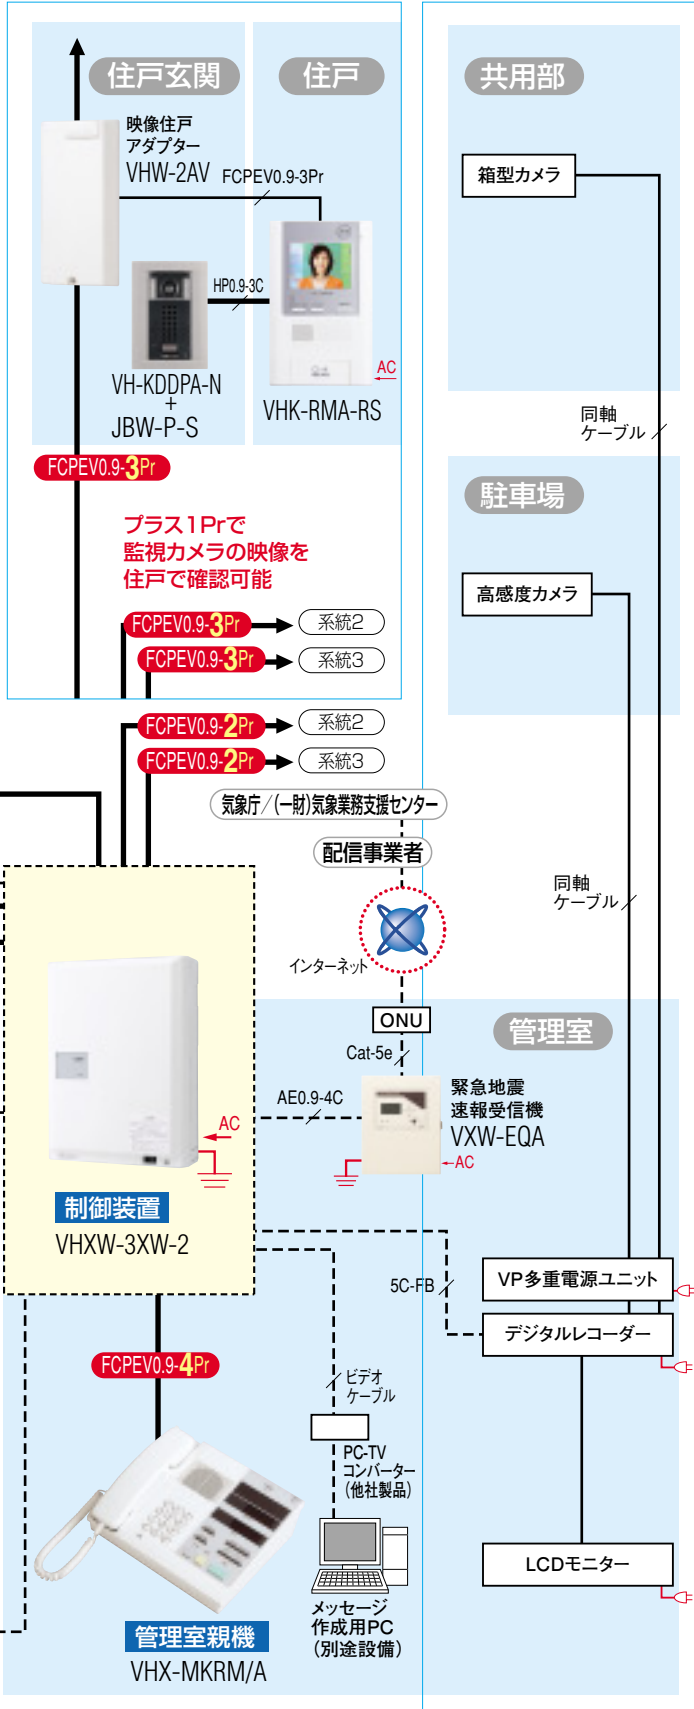 住戸玄関
住戸
共用部
映像住戸
アダプター
VHW-2AV
FCPEV0.9-3Pr
箱型カメラ
HP0.9-3C
AC
VH-KDDPA-N
+
JBW-P-S
VHK-RMA-RS
同軸
ケーブル
FCPEV0.9-3Pr
駐車場
プラス1Prで
監視カメラの映像を
住戸で確認可能
高感度カメラ
FCPEV0.9-3Pr
系統2
FCPEV0.9-3Pr
系統3
FCPEV0.9-2Pr
系統2
FCPEV0.9-2Pr
系統3
気象庁/(一財)気象業務支援センター
配信事業者
同軸
ケーブル
インターネット
ONU
管理室
Cat-5e
緊急地震
速報受信機
VXW-EQA
AE0.9-4C
AC
AC
制御装置
VHXW-3XW-2
5C-FB
VP多重電源ユニット
デジタルレコーダー
FCPEV0.9-4Pr
ビデオ
ケーブル
PC-TV
コンバーター
(他社製品)
LCDモニター
メッセージ
作成用PC
(別途設備)
管理室親機
VHX-MKRM/A